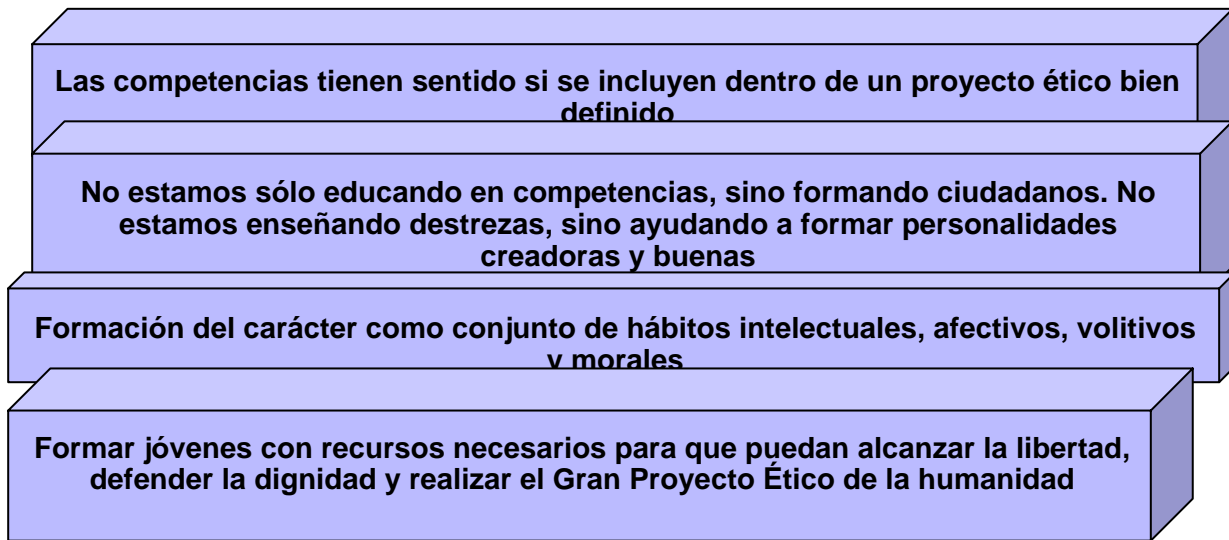 Las competencias tienen sentido si se incluyen dentro de un proyecto ético bien
definido
No estamos sólo educando en competencias, sino formando ciudadanos. No
estamos enseñando destrezas, sino ayudando a formar personalidades
creadoras y buenas
Formación del carácter como conjunto de hábitos intelectuales, afectivos, volitivos
y morales
Formar jóvenes con recursos necesarios para que puedan alcanzar la libertad,
defender la dignidad y realizar el Gran Proyecto Ético de la humanidad